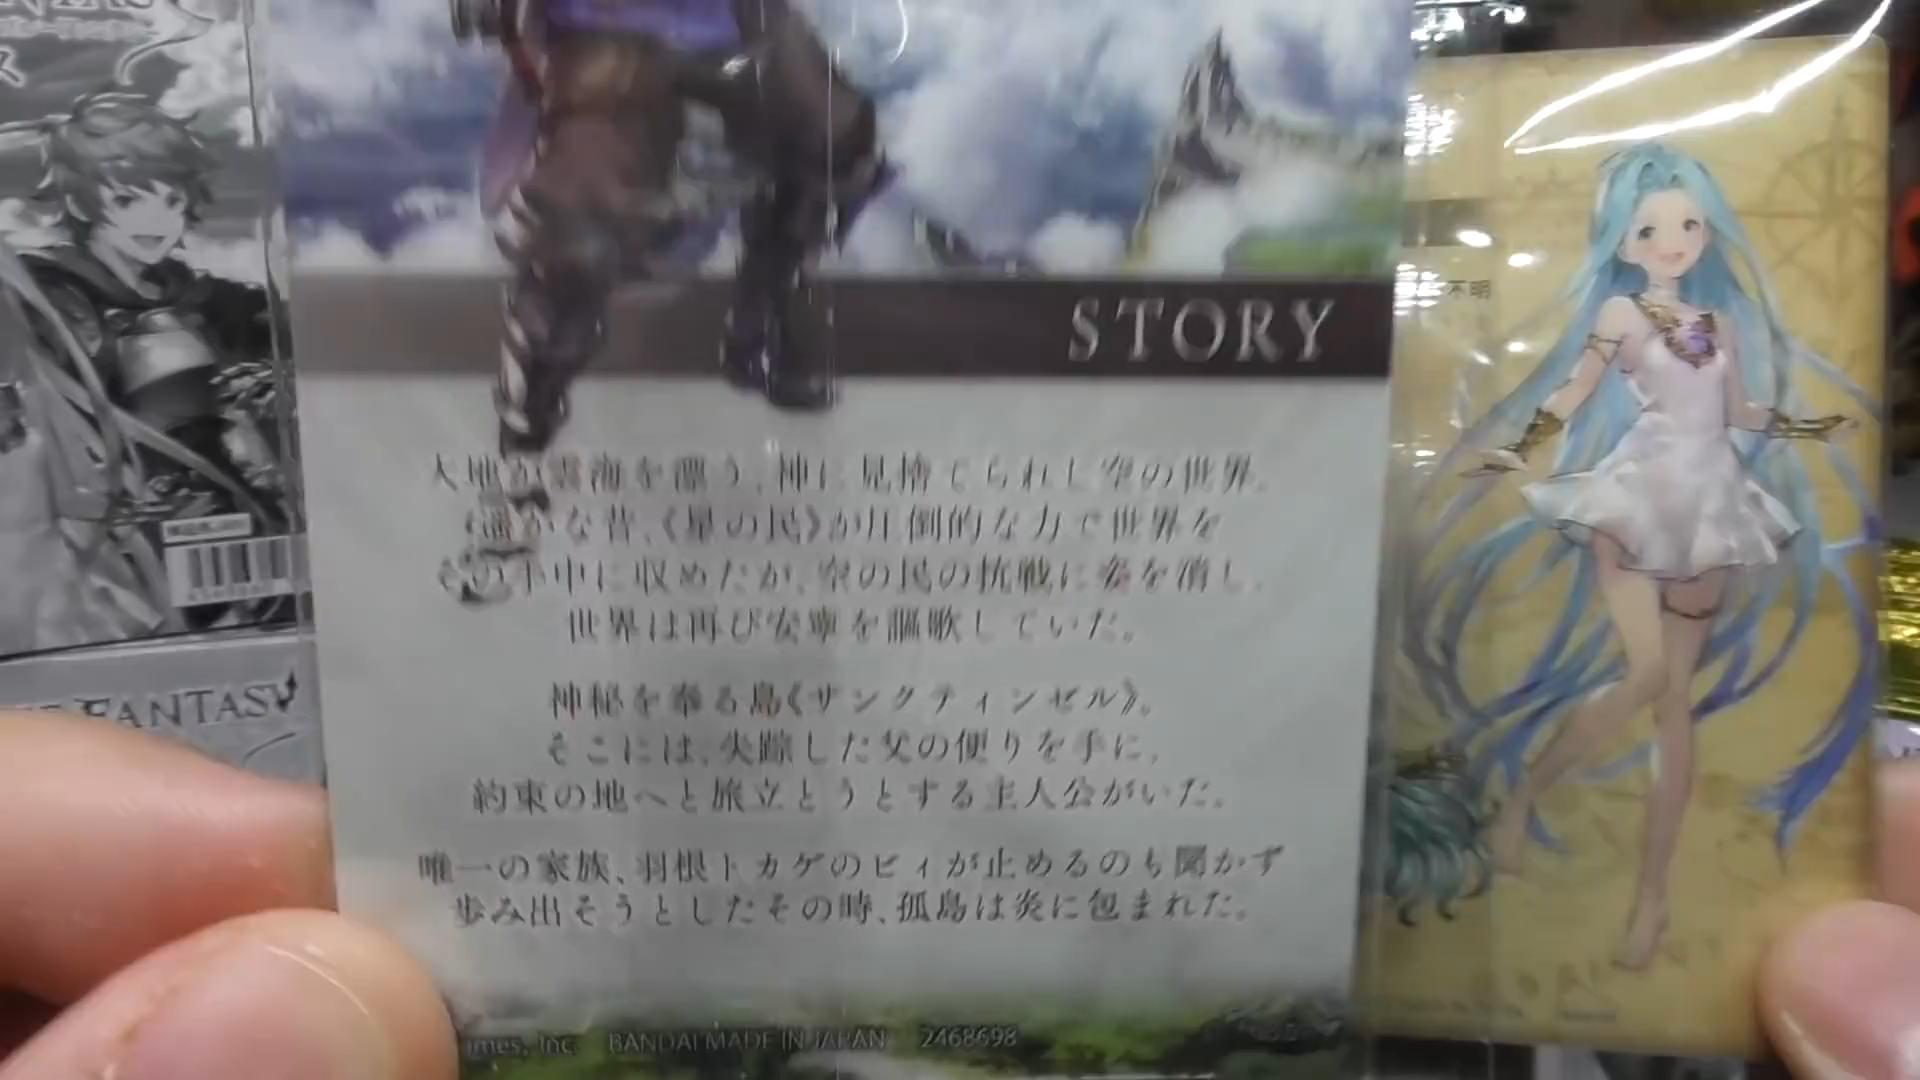 STORY
大地が雲海を漂う、神に見捨てられし空の世界。
遥かな昔、《星の民》が圧倒的な力で世界を
その手中に収めたが、空の民の抗戦に姿を消し、
世界は再び安寧を謳歌していた。
神秘を奉る島《ザンクティンゼル》。
そこには、失踪した父の便りを手に、
約束の地へと旅立とうとする主人公がいた。
唯一の家族、羽根トカゲのビィが止めるのも聞かず
歩み出そうとしたその時、孤島は炎に包まれた。
ames, Inc. BANDAI MADE IN JAPAN 2468698
不明
FANTASY